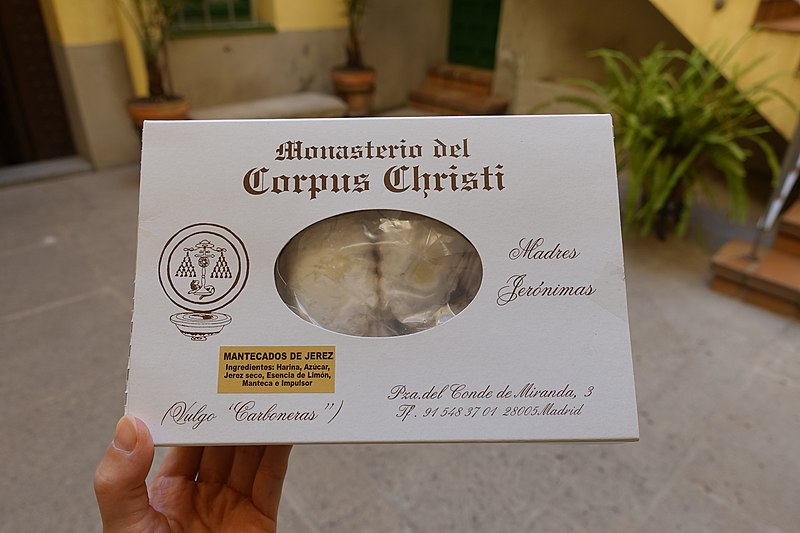 Monasterio del
Corpus Christi
Madres
Jerónimas
MANTECADOS DE JEREZ
Ingredientes: Harina, Azúcar,
Jerez seco, Esencia de Limón,
Manteca e Impulsor
(Vulgo "Carboneras")
Pza. del Conde de Miranda, 3
Tf. 91 548 37 01 28005 Madrid